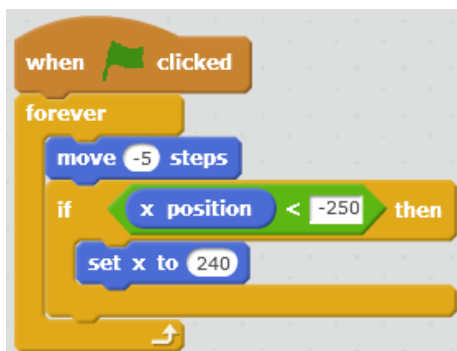 when clicked
forever
move -5 steps
if x position < -250 then
set x to 240